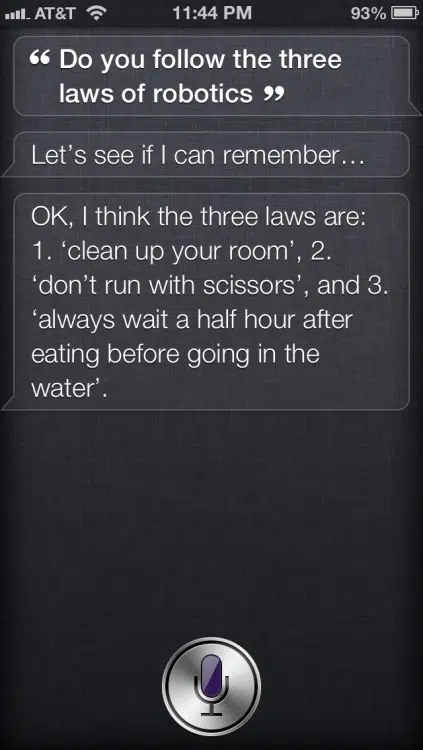 AT&T 11:44 PM 93%
“ Do you follow the three
laws of robotics ”
Let’s see if I can remember…
OK, I think the three laws are:
1. ‘clean up your room’, 2.
‘don’t run with scissors’, and 3.
‘always wait a half hour after
eating before going in the
water’.